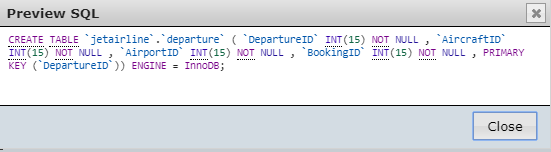 Preview SQL
CREATE TABLE `jetairline`.`departure` ( `DepartureID` INT(15) NOT NULL , `AircraftID`
INT(15) NOT NULL , `AirportID` INT(15) NOT NULL , `BookingID` INT(15) NOT NULL , PRIMARY
KEY (`DepartureID`)) ENGINE = InnoDB;
Close